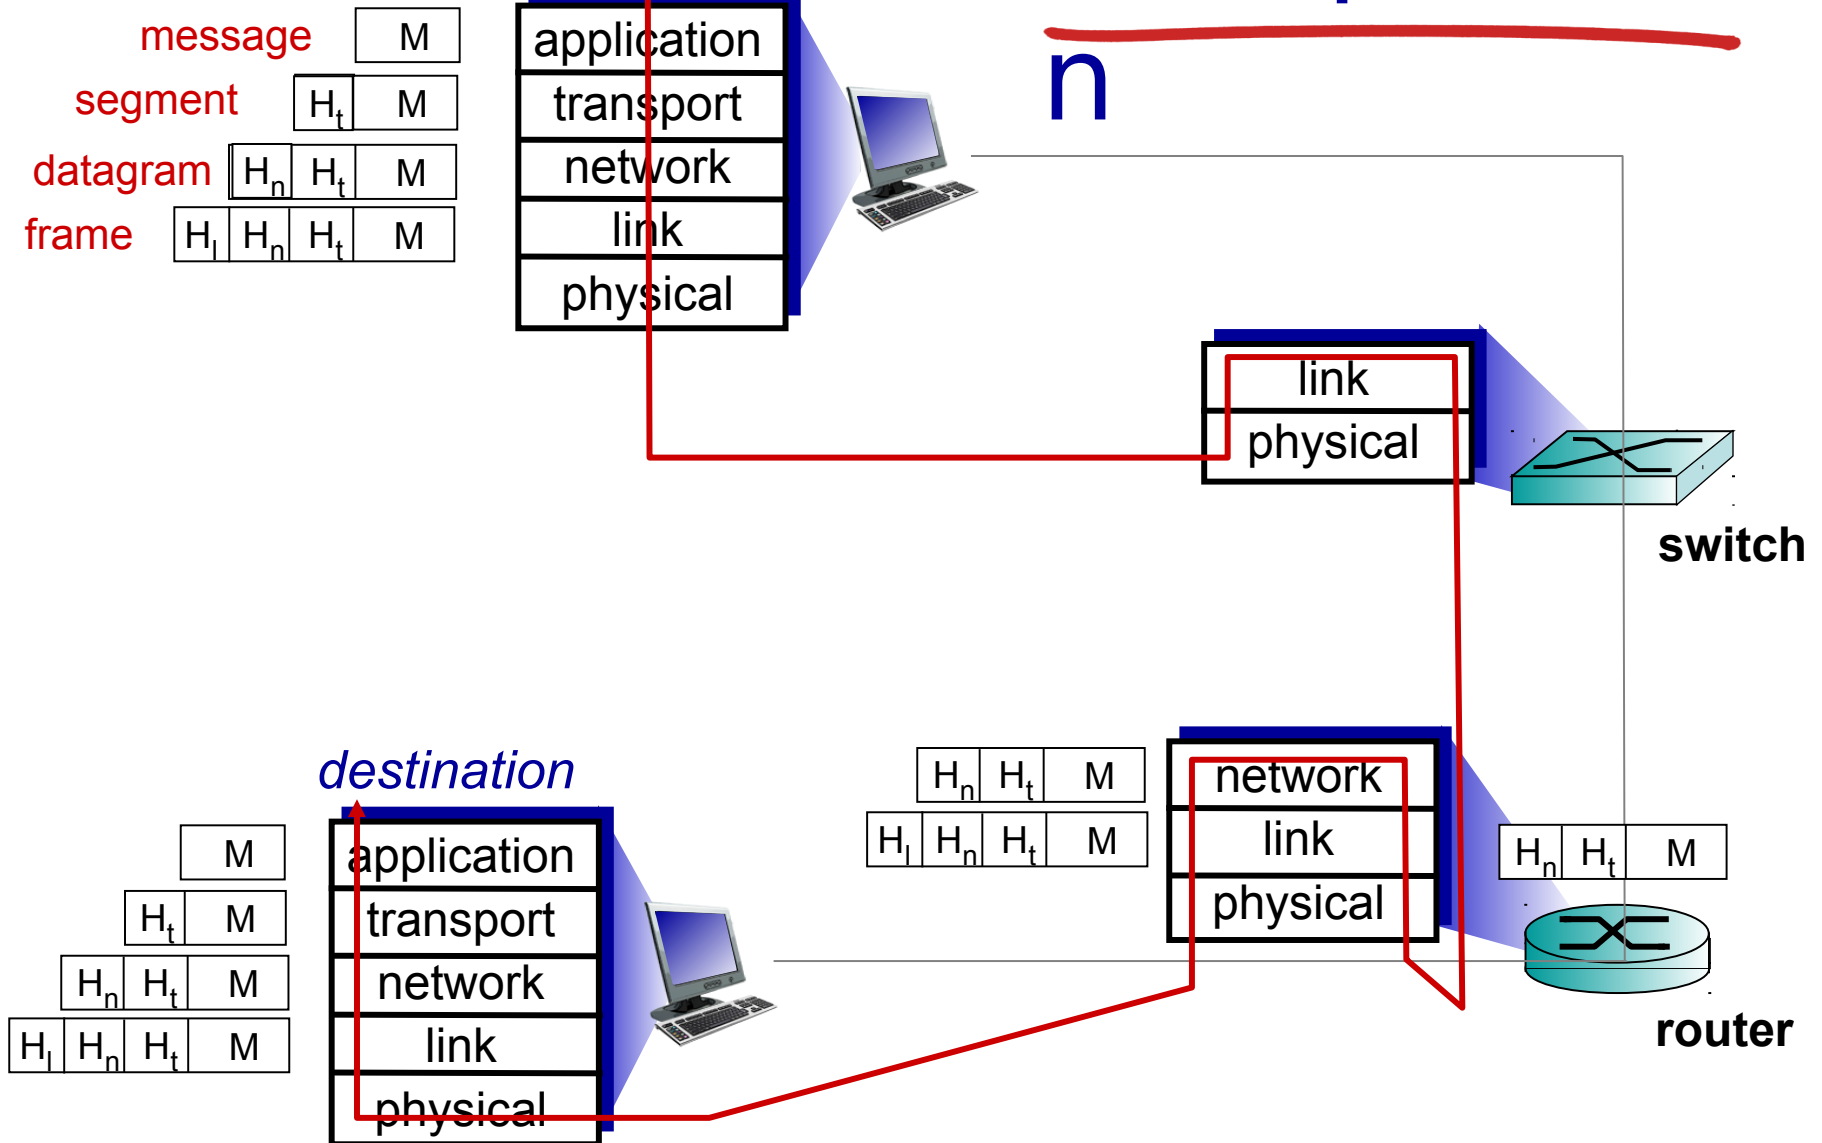 message M
segment Ht M
datagram Hn Ht M
frame Hl Hn Ht M
application
transport
network
link
physical
n
link
physical
switch
destination
M
Ht M
Hn Ht M
Hl Hn Ht M
application
transport
network
link
physical
Hn Ht M
Hl Hn Ht M
network
link
physical
Hn Ht M
router